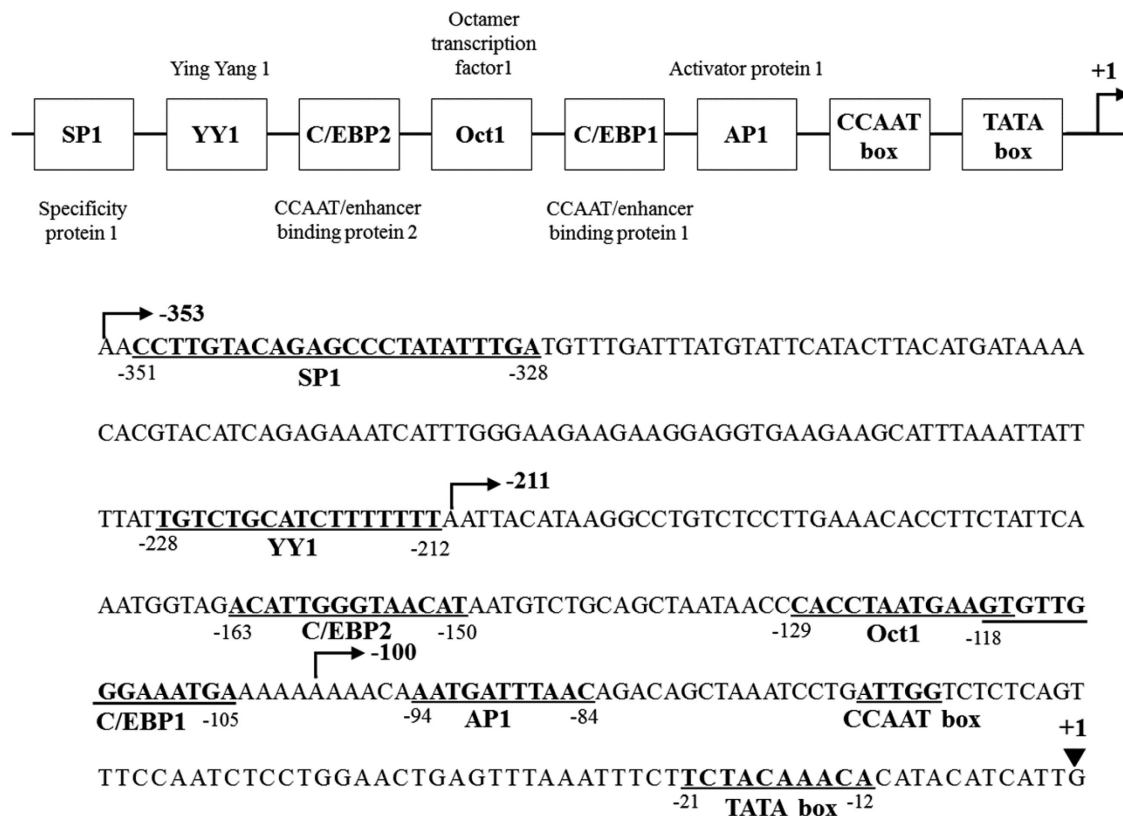 Octamer
transcription
factor1
Ying Yang 1
Activator protein 1
+1
SP1
YY1
C/EBP2
Oct1
C/EBP1
AP1
CCAAT
box
TATA
box
Specificity
protein 1
CCAAT/enhancer
binding protein 2
CCAAT/enhancer
binding protein 1
-353
AACCTTGTACAGAGCCCTATATTTGATGTTTGATTTATGTATTCATACTTACATGATAAAA
-351
SP1
-328
CACGTACATCAGAGAAATCATTTGGGAAGAAGAAGGAGGTGAAGAAGCATTTAAATTATT
-211
TTATTGTCTGCATCTTTTTTTAATTACATAAGGCCTGTCTCCTTGAAACACCTTCTATTCA
-228
YY1
-212
AATGGTAGACATTGGGTAACATAATGTCTGCAGCTAATAACCCACCTAATGAAGTGTTG
-163
C/EBP2
-150
-129
Oct1
-118
-100
GGAAATGAAAAAAAAAACAAATGATTTAACAGACAGCTAAATCCTGATTGGTCTCTCAGT
C/EBP1
-105
-94
AP1
-84
CCAAT box
+1
TTCCAATCTCCTGGAACTGAGTTTAAATTTCTTCTACAAACACATACATCATTG
-21
TATA box
-12